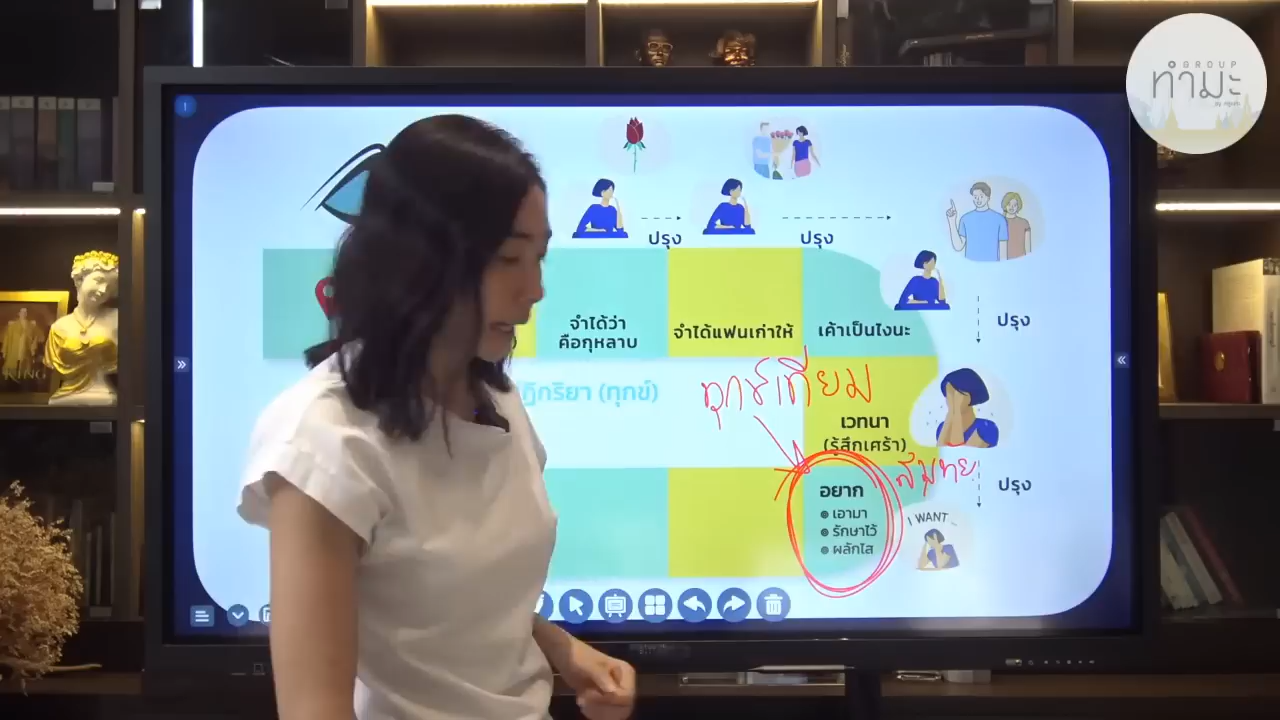 GROUP
ทำมะ
1
ปรุง
ปรุง
จำได้ว่า
คือกุหลาบ
จำได้แฟนเก่าให้
เค้าเป็นไงนะ
ปรุง
ทุกข์เทียม
ฏิกริยา (ทุกข์)
เวทนา
(รู้สึกเศร้า)
สมุทัย
ปรุง
อยาก
เอามา
รักษาไว้
ผลักไส
I WANT ..